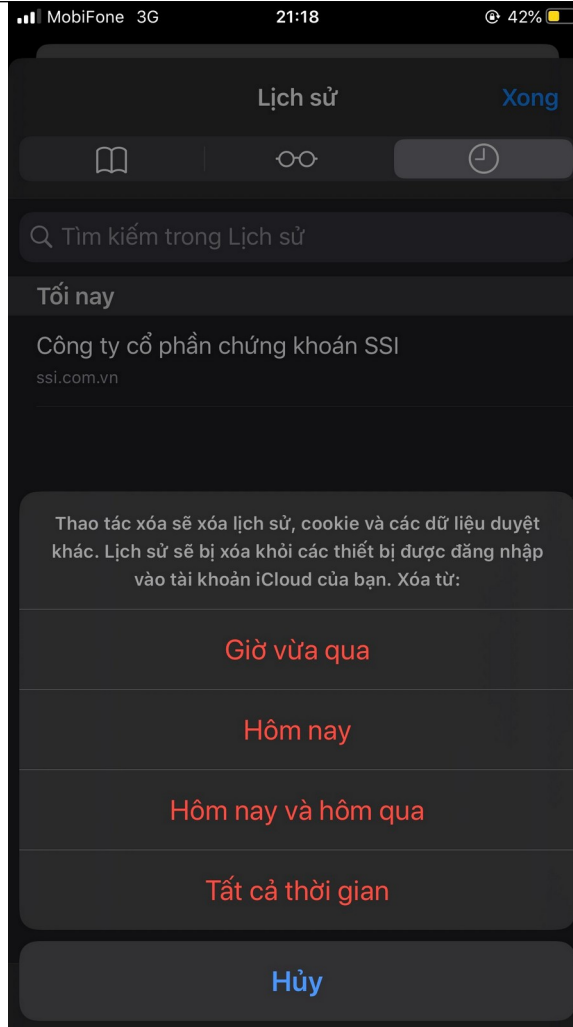 MobiFone 3G 21:18 42%
Lịch sử Xong
Tìm kiếm trong Lịch sử
Tối nay
Công ty cổ phần chứng khoán SSI
ssi.com.vn
Thao tác xóa sẽ xóa lịch sử, cookie và các dữ liệu duyệt
khác. Lịch sử sẽ bị xóa khỏi các thiết bị được đăng nhập
vào tài khoản iCloud của bạn. Xóa từ:
Giờ vừa qua
Hôm nay
Hôm nay và hôm qua
Tất cả thời gian
Hủy